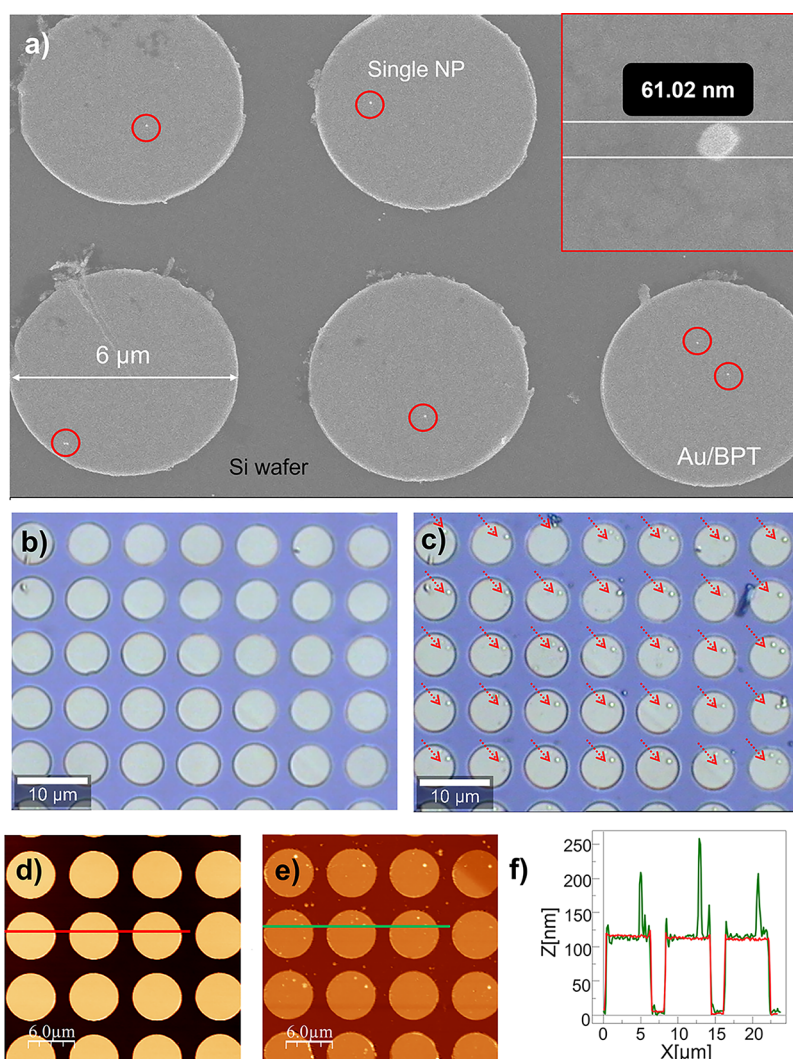 a)
Single NP
61.02 nm
6 μm
Si wafer
Au/BPT
b)
c)
10 μm
10 μm
d)
e)
f)
6.0μm
6.0μm
Z[nm]
250
200
150
100
50
0
0
5
10
15
20
X[μm]